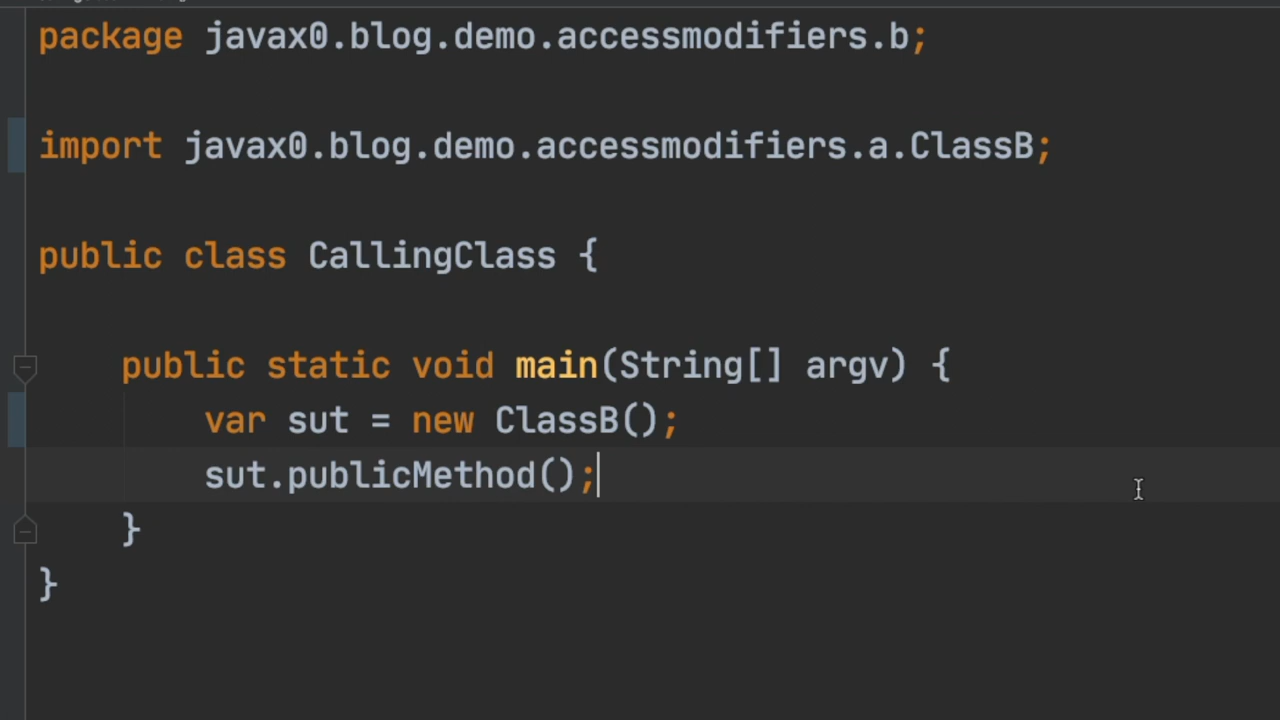 package javax0.blog.demo.accessmodifiers.b;
import javax0.blog.demo.accessmodifiers.a.ClassB;
public class CallingClass {
public static void main(String[] argv) {
var sut = new ClassB();
sut.publicMethod();
}
}